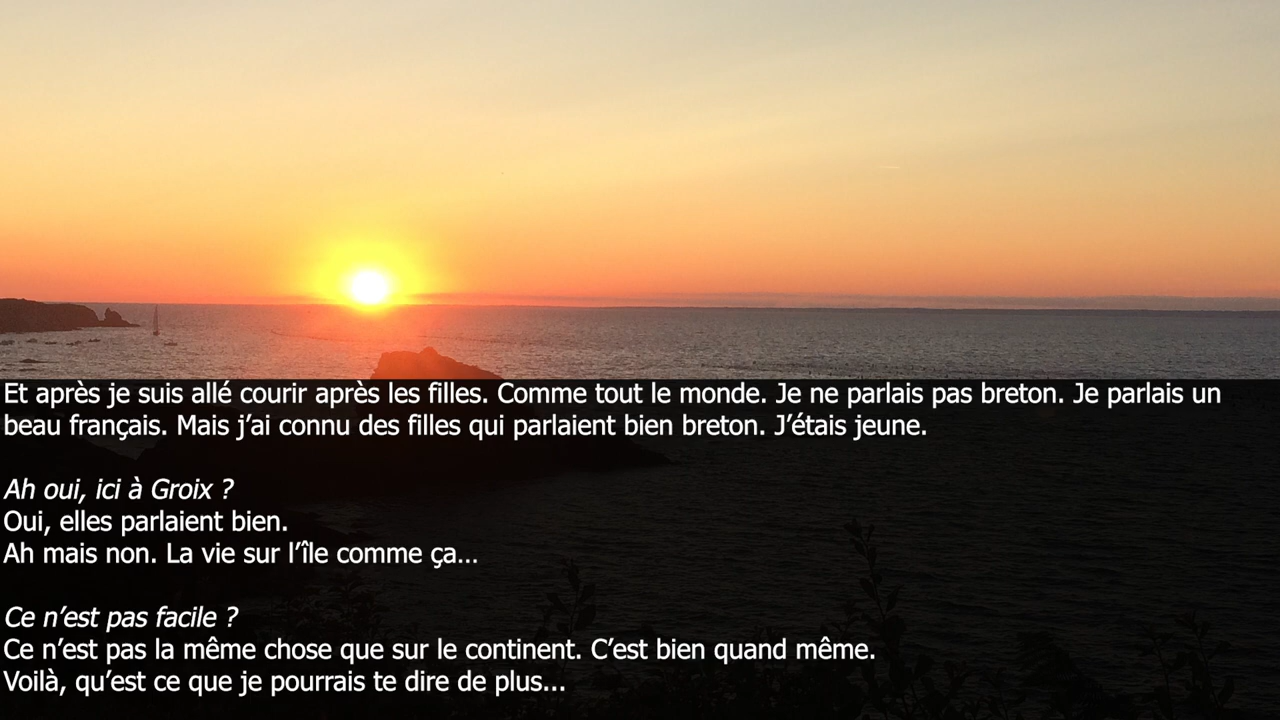 Et après je suis allé courir après les filles. Comme tout le monde. Je ne parlais pas breton. Je parlais un
beau français. Mais j’ai connu des filles qui parlaient bien breton. J’étais jeune.
Ah oui, ici à Groix ?
Oui, elles parlaient bien.
Ah mais non. La vie sur l’île comme ça...
Ce n’est pas facile ?
Ce n’est pas la même chose que sur le continent. C’est bien quand même.
Voilà, qu’est ce que je pourrais te dire de plus...